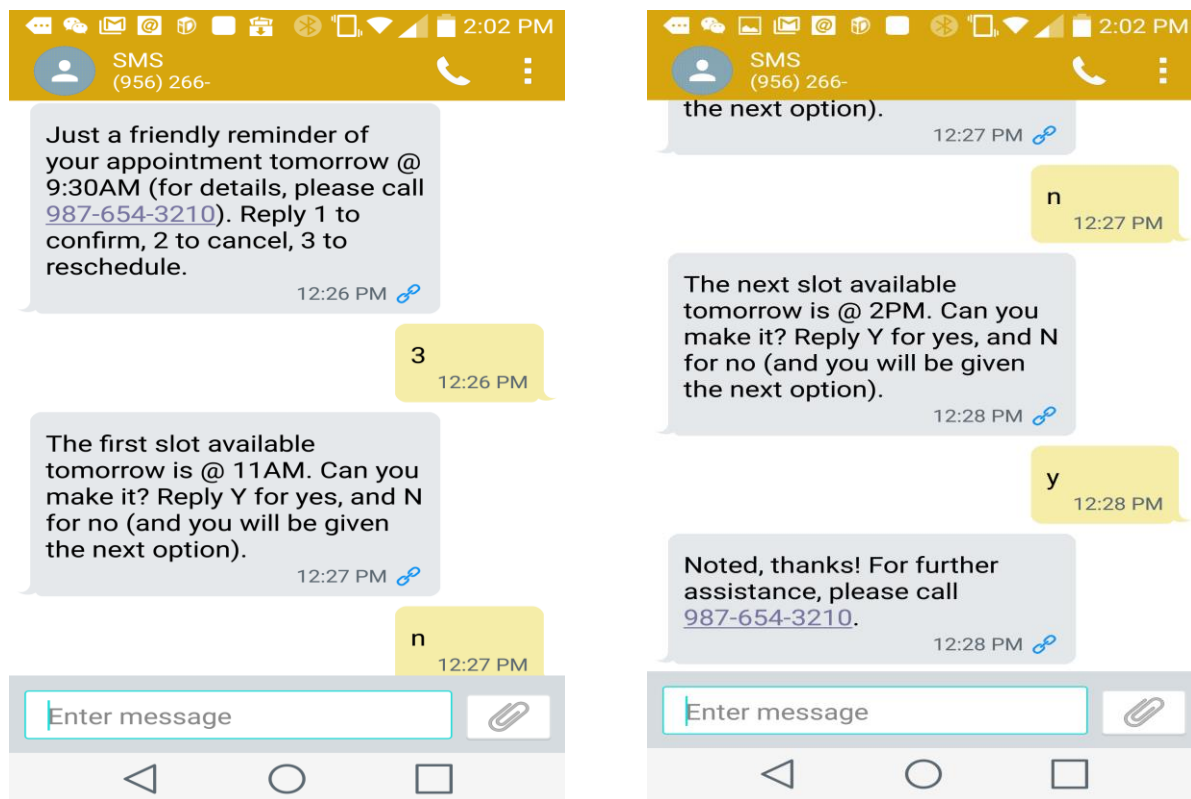 2:02 PM
SMS
(956) 266-
Just a friendly reminder of
your appointment tomorrow @
9:30AM (for details, please call
987-654-3210). Reply 1 to
confirm, 2 to cancel, 3 to
reschedule.
12:26 PM
3
12:26 PM
The first slot available
tomorrow is @ 11AM. Can you
make it? Reply Y for yes, and N
for no (and you will be given
the next option).
12:27 PM
n
12:27 PM
Enter message
2:02 PM
SMS
(956) 266-
the next option).
12:27 PM
n
12:27 PM
The next slot available
tomorrow is @ 2PM. Can you
make it? Reply Y for yes, and N
for no (and you will be given
the next option).
12:28 PM
y
12:28 PM
Noted, thanks! For further
assistance, please call
987-654-3210.
12:28 PM
Enter message